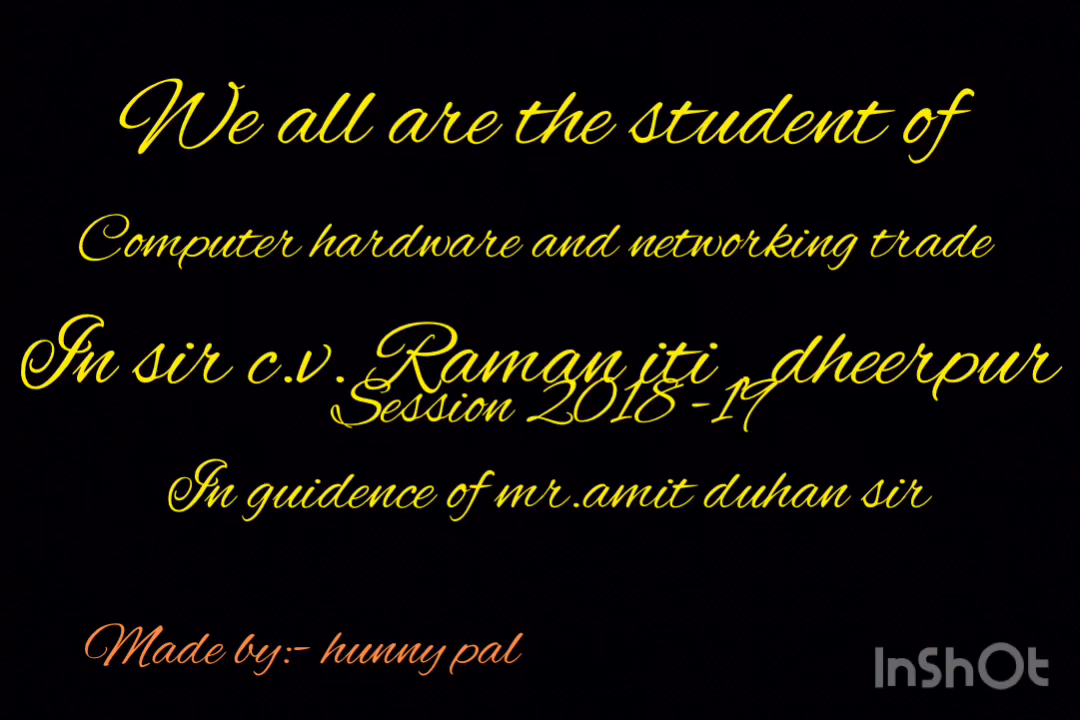 We all are the student of
Computer hardware and networking trade
In sir c.v. Raman iti , dheerpur
Session 2018-19
In guidence of mr.amit duhan sir
Made by:- hunny pal
InShOt